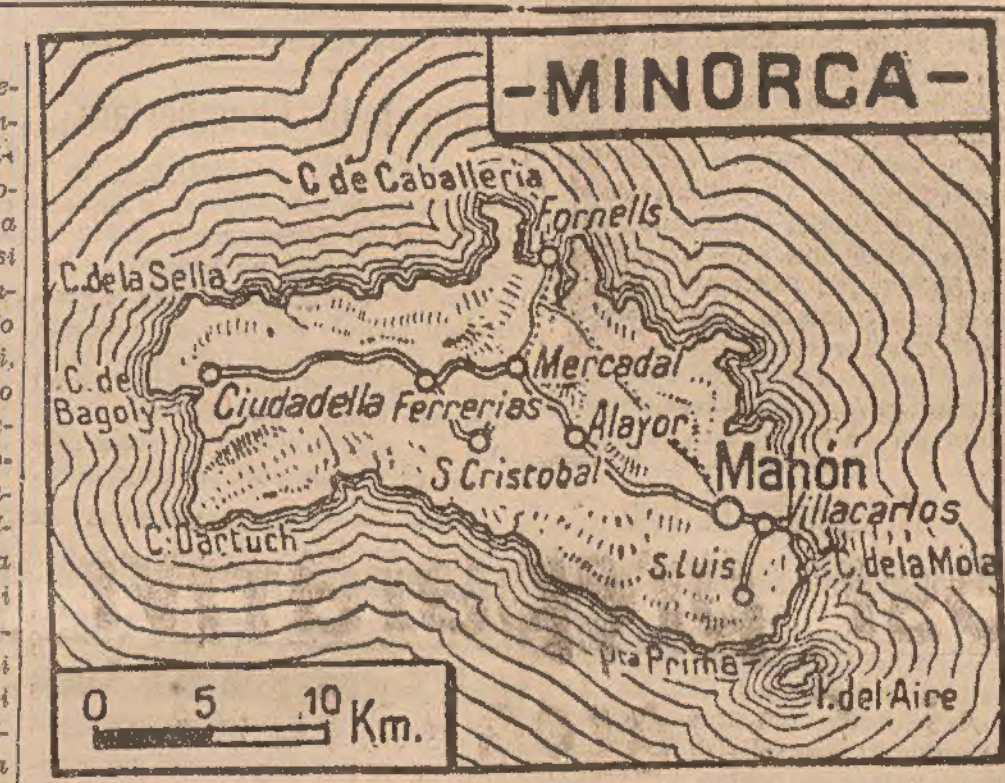 -MINORCA-
C de Caballeria
Fornells
C. de la Sella
Mercadal
C. de
Bagoly
Ciudadella
Ferrerias
Alayor
S Cristobal
Manón
Villacarlos
C. Dartuch
S. Luis
C. de la Mola
Pta Prima
I. del Aire
0 5 10 Km.